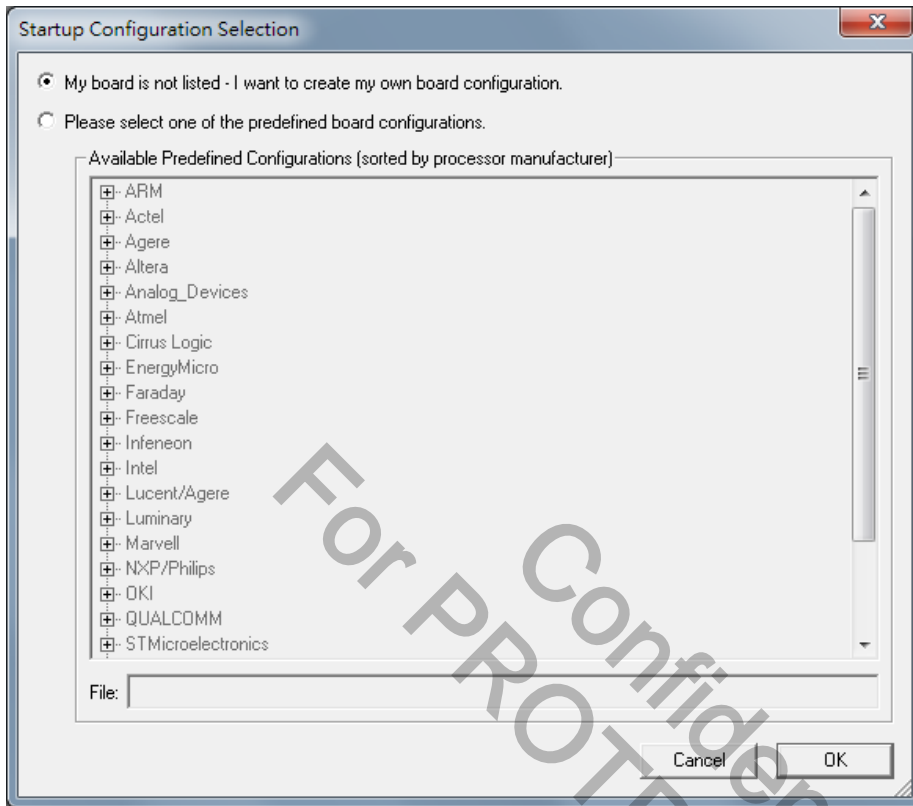 Startup Configuration Selection
My board is not listed - I want to create my own board configuration.
Please select one of the predefined board configurations.
Available Predefined Configurations (sorted by processor manufacturer)
ARM
Actel
Agere
Altera
Analog_Devices
Atmel
Cirrus Logic
EnergyMicro
Faraday
Freescale
Infeneon
Intel
Lucent/Agere
Luminary
Marvell
NXP/Philips
OKI
QUALCOMM
STMicroelectronics
File:
Cancel OK
For